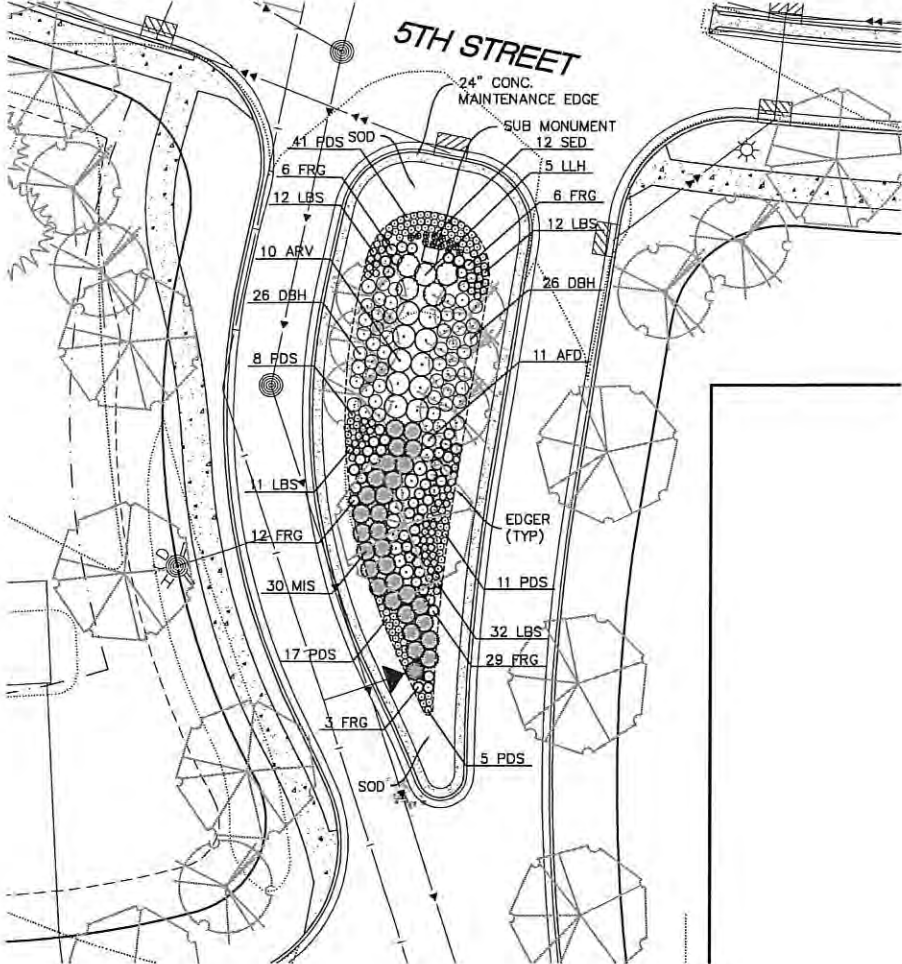 5TH STREET
24" CONC.
MAINTENANCE EDGE
SUB MONUMENT
SOD
41 PDS
12 SED
6 FRG
5 LLH
12 LBS
6 FRG
12 LBS
10 ARV
26 DBH
26 DBH
8 PDS
11 AFD
11 LBS
EDGER
(TYP)
12 FRG
30 MIS
11 PDS
32 LBS
17 PDS
29 FRG
3 FRG
5 PDS
SOD